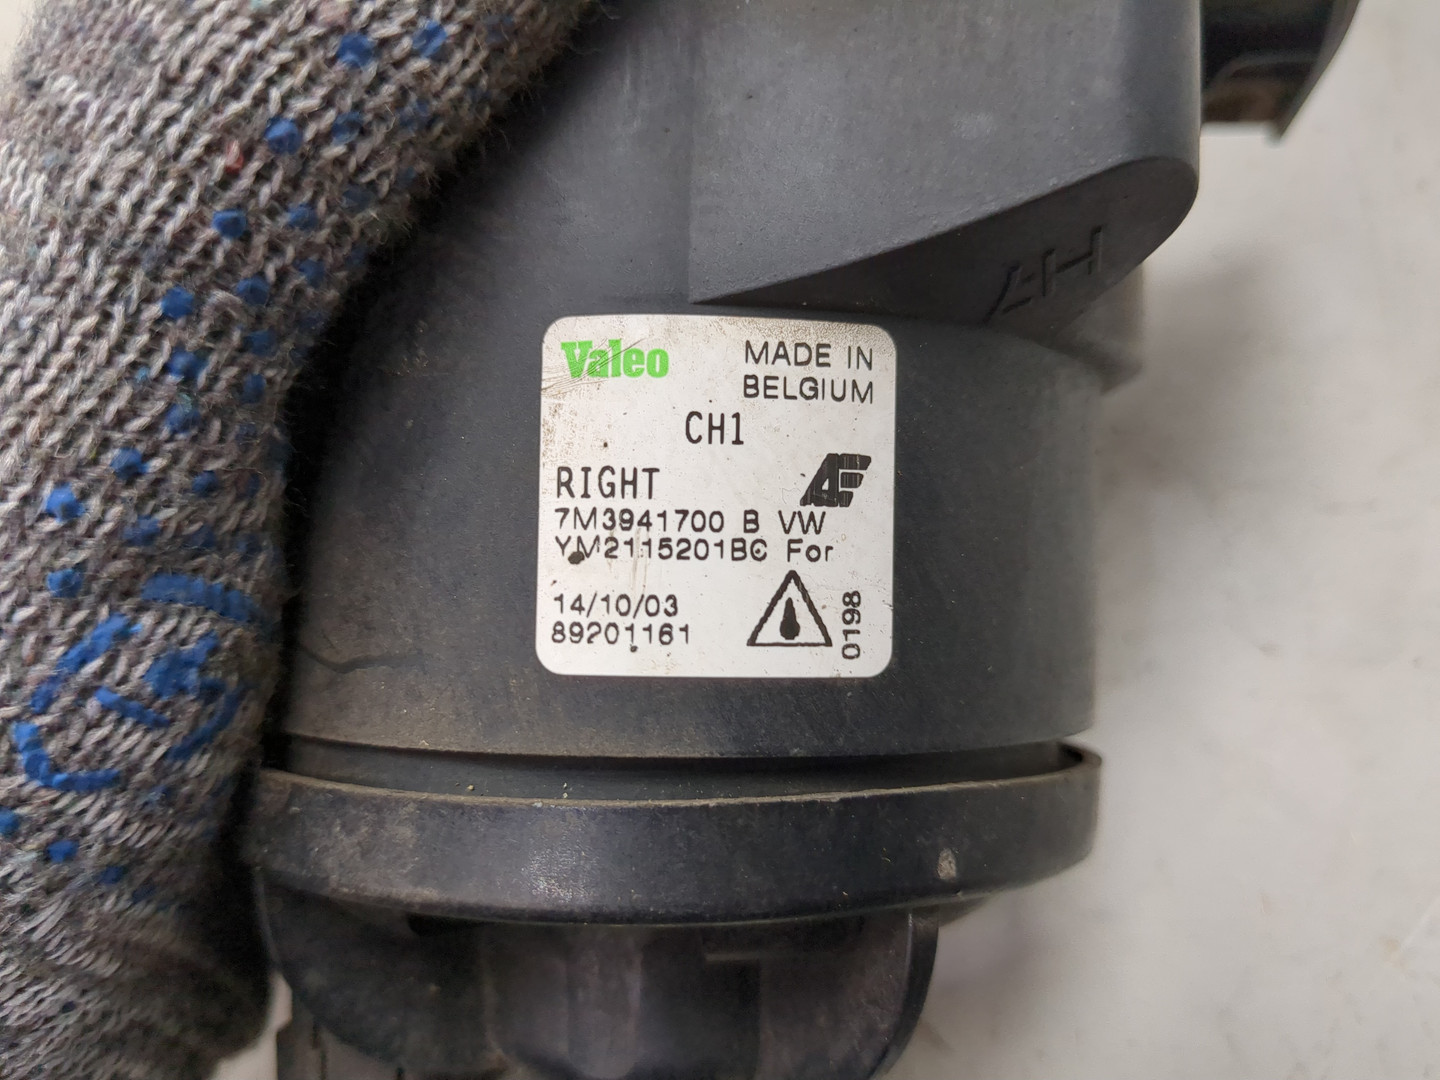 H7
Valeo
MADE IN
BELGIUM
CH1
RIGHT
7M3941700 B VW
YM2115201BC For
14/10/03
89201161
0198